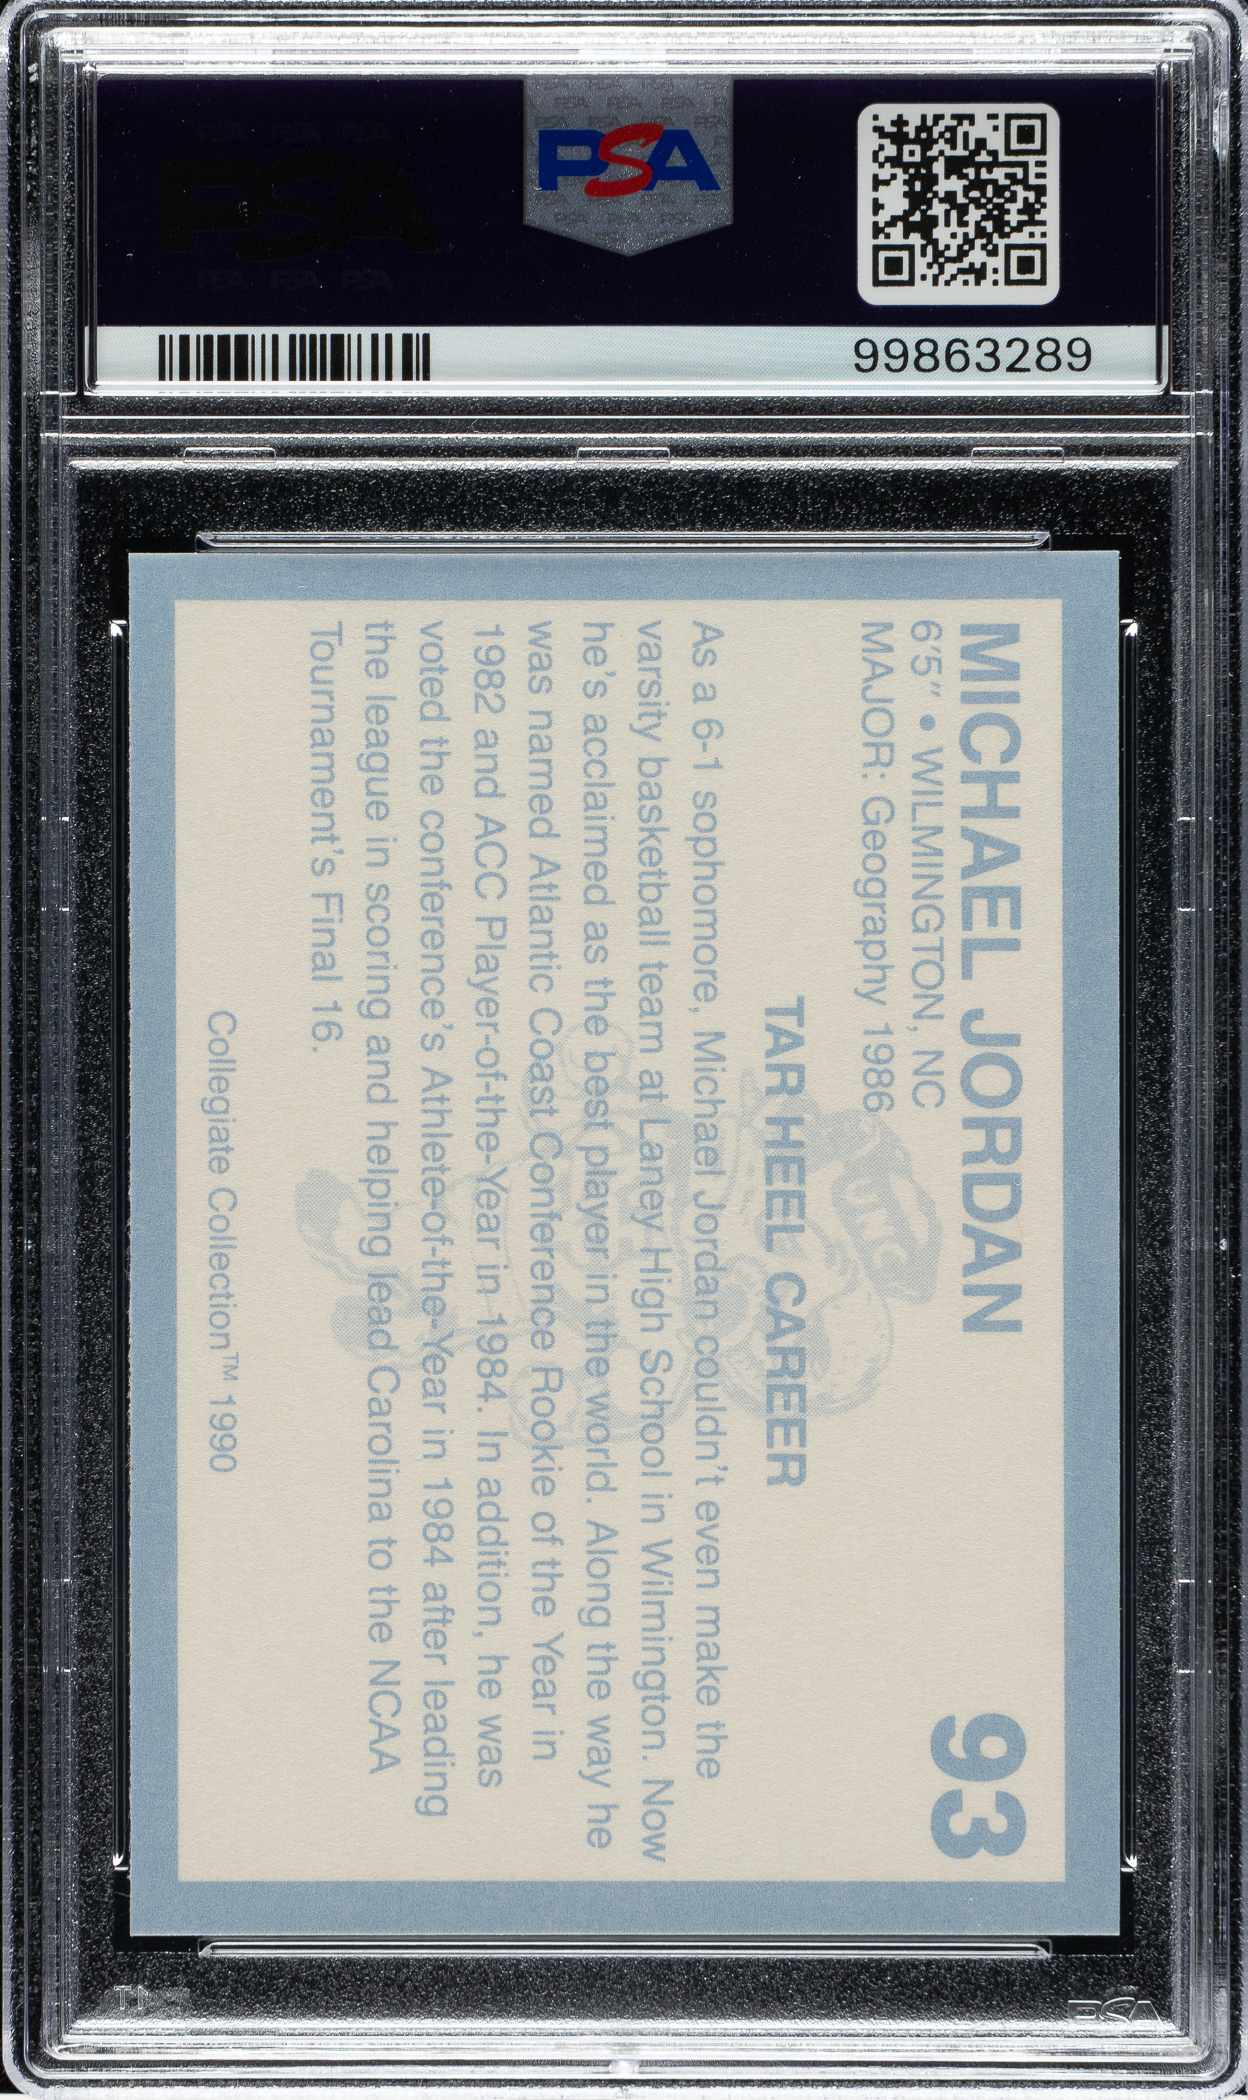 PSA
99863289
MICHAEL JORDAN
93
6'5" • WILMINGTON, NC
MAJOR: Geography 1986
UNC
TAR HEEL CAREER
As a 6-1 sophomore, Michael Jordan couldn't even make the
varsity basketball team at Laney High School in Wilmington. Now
he's acclaimed as the best player in the world. Along the way he
was named Atlantic Coast Conference Rookie of the Year in
1982 and ACC Player-of-the-Year in 1984. In addition, he was
voted the conference's Athlete-of-the-Year in 1984 after leading
the league in scoring and helping lead Carolina to the NCAA
Tournament's Final 16.
Collegiate Collection™ 1990
PSA